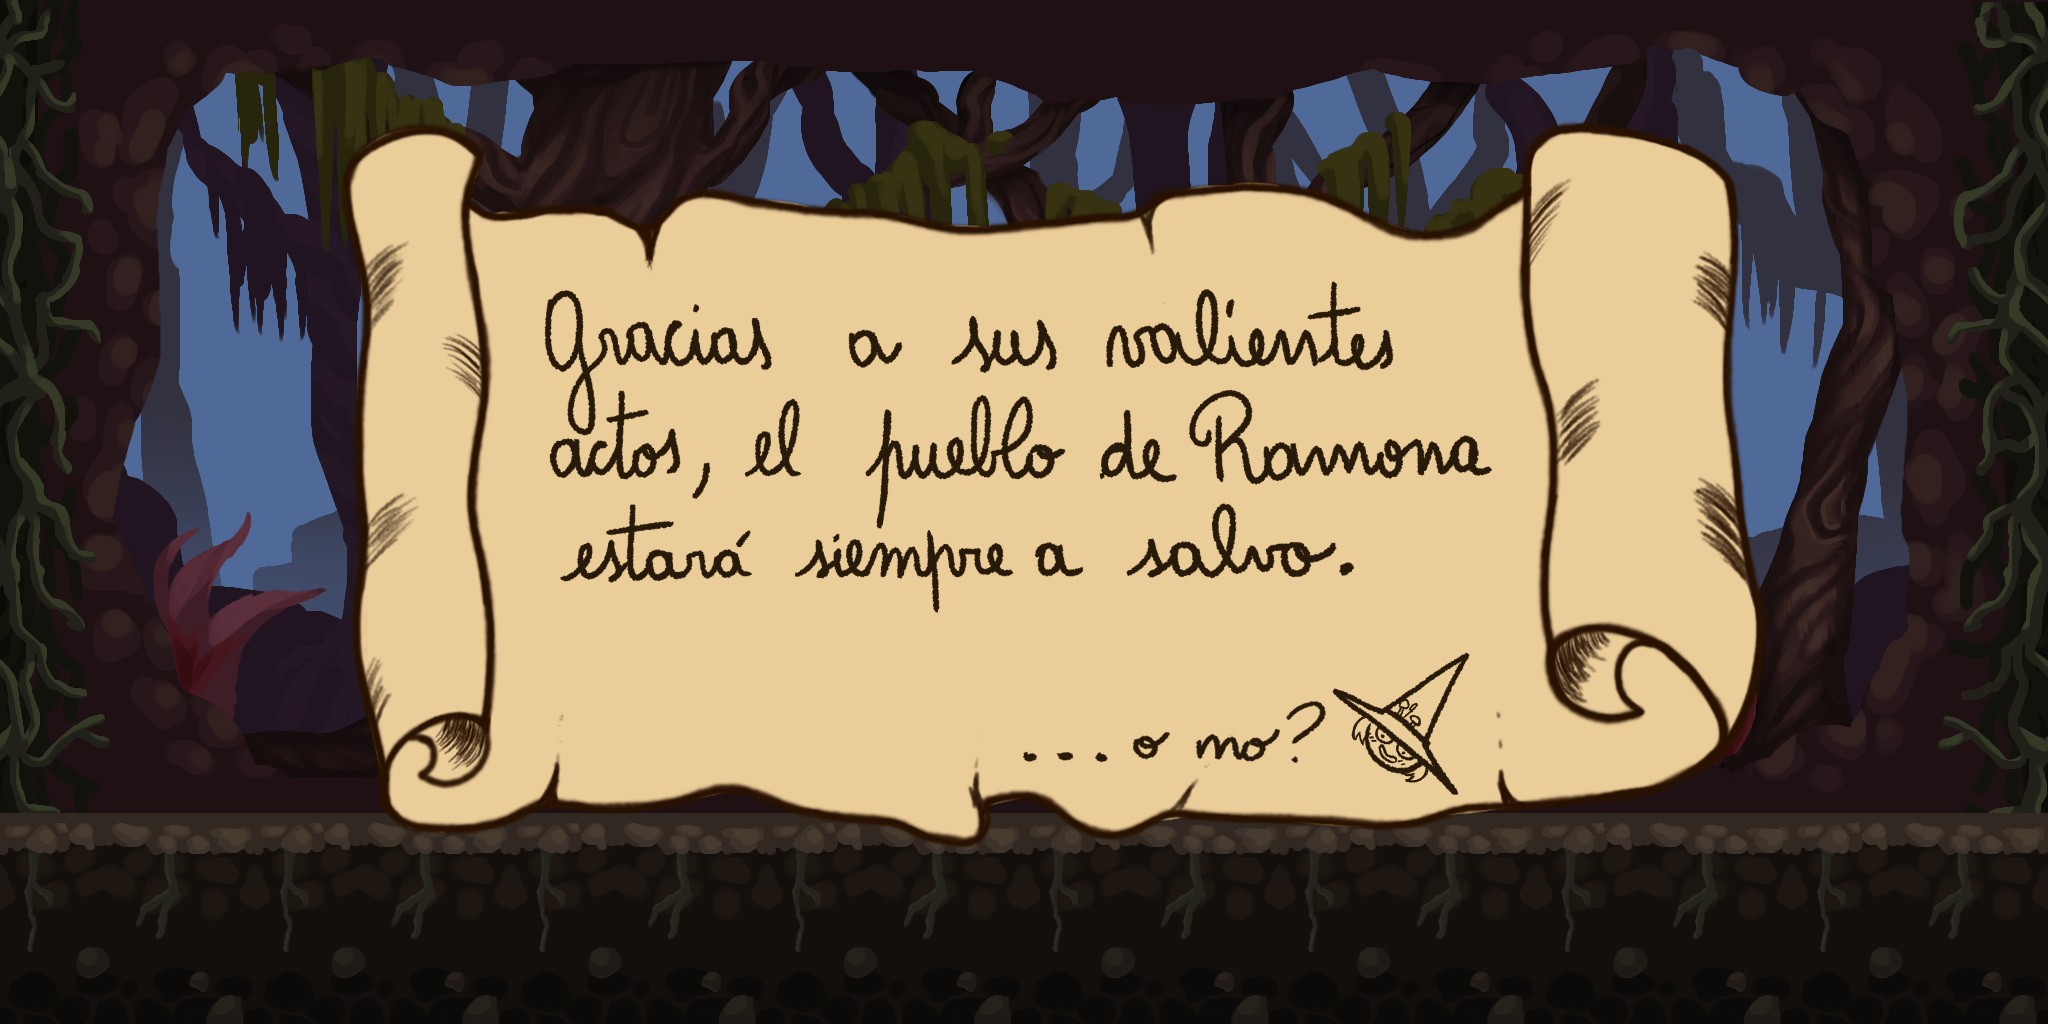 Gracias a sus valientes
actos, el pueblo de Ramona
estará siempre a salvo.
...o no?